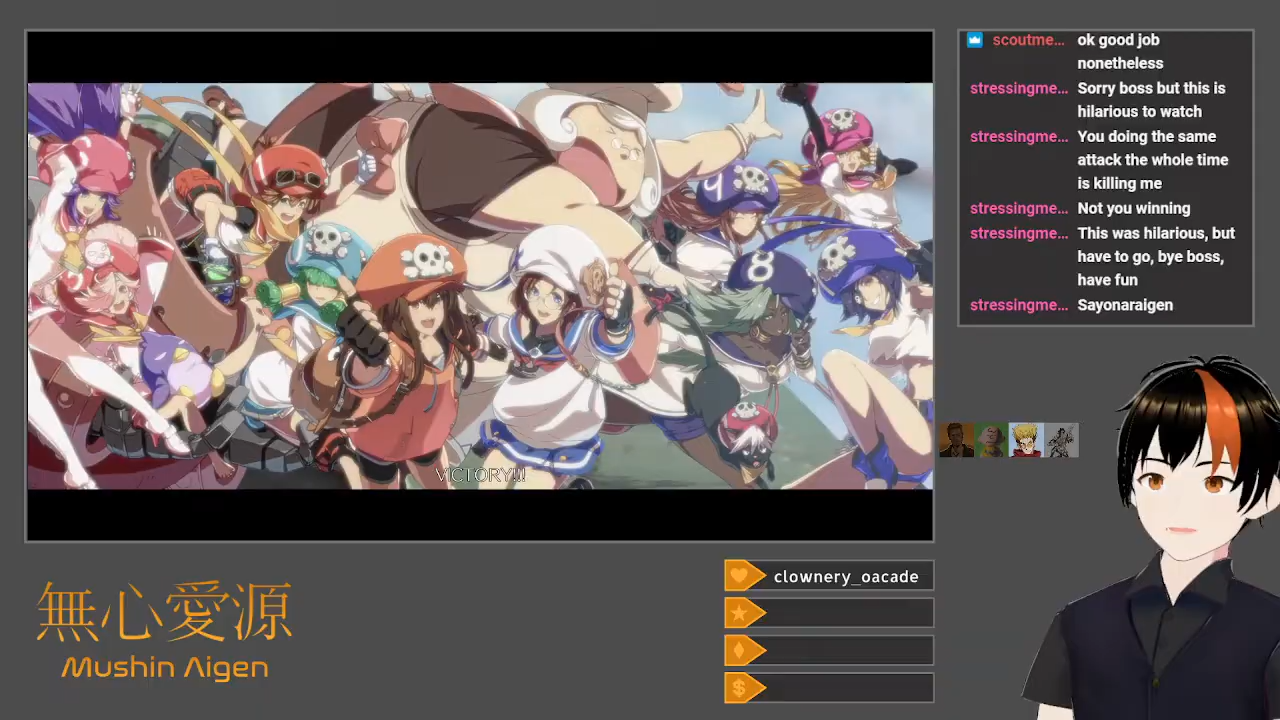 scoutme... ok good job
nonetheless
stressingme... Sorry boss but this is
hilarious to watch
stressingme... You doing the same
attack the whole time
is killing me
stressingme... Not you winning
stressingme... This was hilarious, but
have to go, bye boss,
have fun
stressingme... Sayonaraigen
9
8
VICTORY!!!
clownery_oacade
$
無心愛源
Mushin Aigen